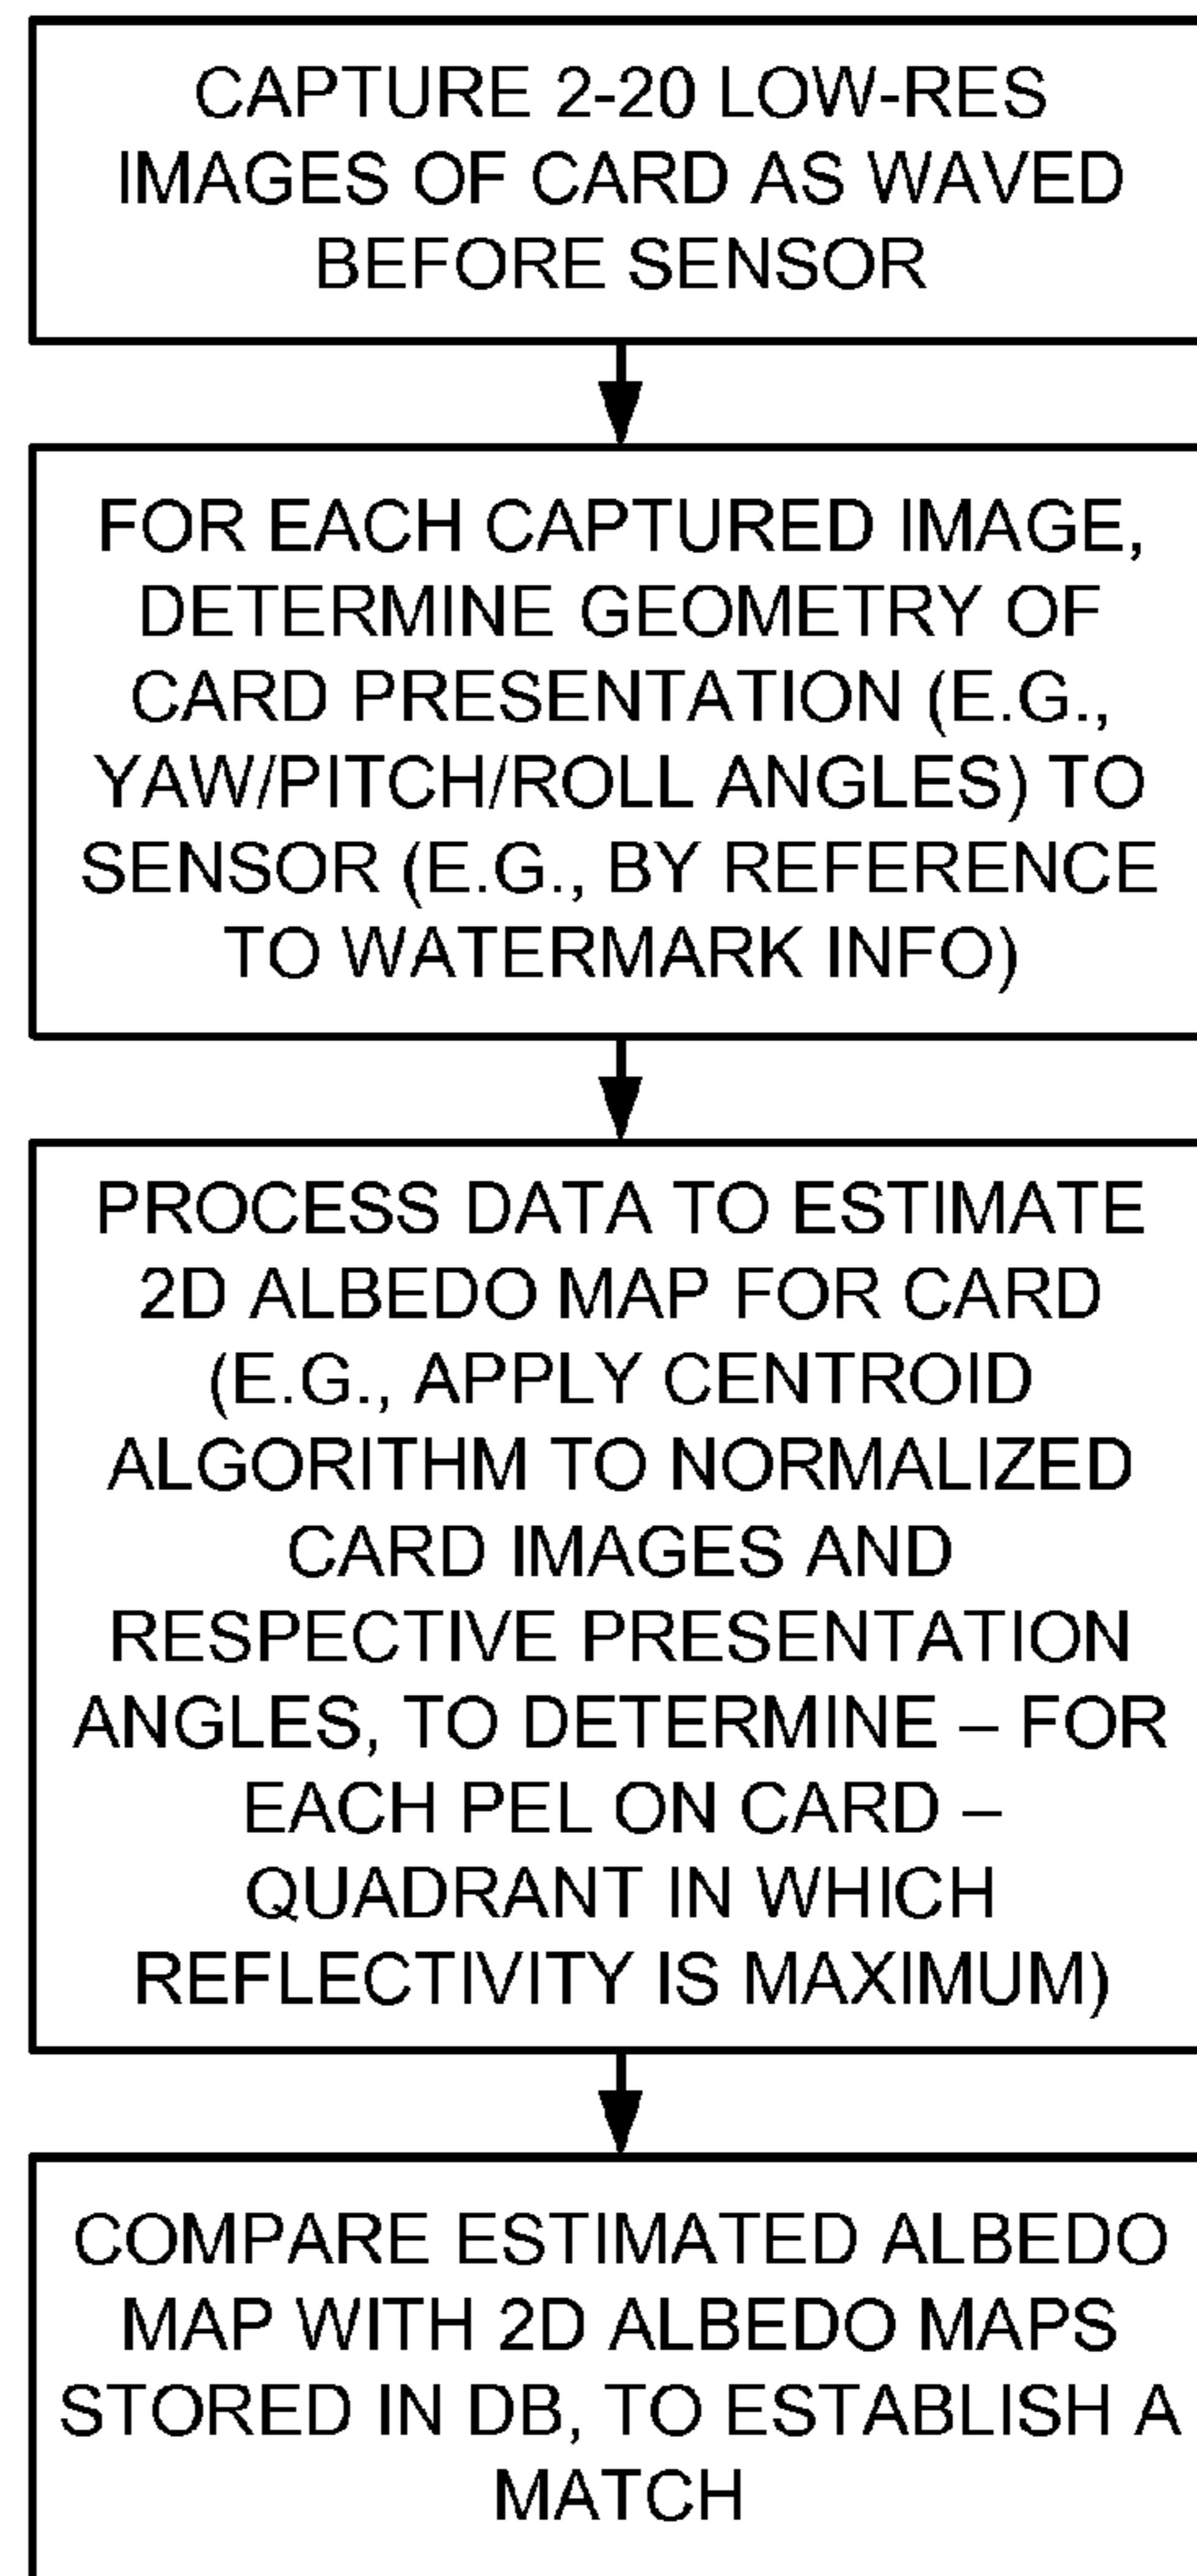 CAPTURE 2-20 LOW-RES
IMAGES OF CARD AS WAVED
BEFORE SENSOR
FOR EACH CAPTURED IMAGE,
DETERMINE GEOMETRY OF
CARD PRESENTATION (E.G.,
YAW/PITCH/ROLL ANGLES) TO
SENSOR (E.G., BY REFERENCE
TO WATERMARK INFO)
PROCESS DATA TO ESTIMATE
2D ALBEDO MAP FOR CARD
(E.G., APPLY CENTROID
ALGORITHM TO NORMALIZED
CARD IMAGES AND
RESPECTIVE PRESENTATION
ANGLES, TO DETERMINE – FOR
EACH PEL ON CARD –
QUADRANT IN WHICH
REFLECTIVITY IS MAXIMUM)
COMPARE ESTIMATED ALBEDO
MAP WITH 2D ALBEDO MAPS
STORED IN DB, TO ESTABLISH A
MATCH